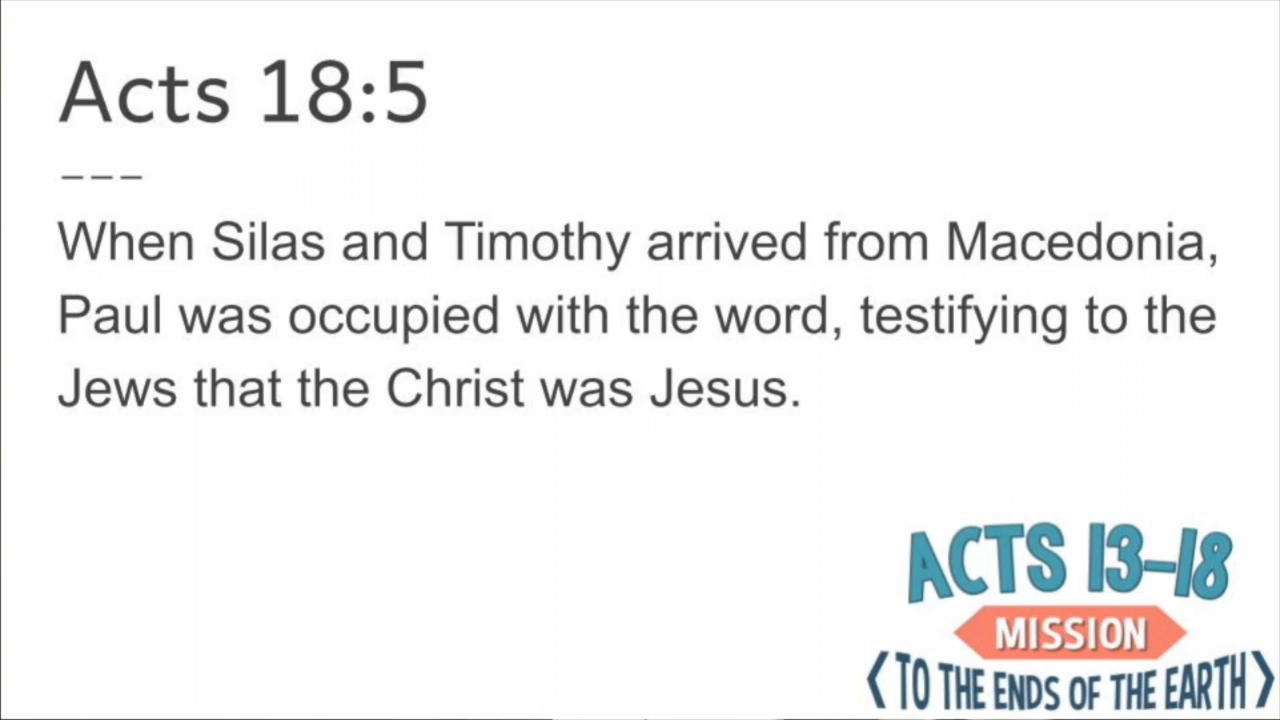 Acts 18:5
---
When Silas and Timothy arrived from Macedonia,
Paul was occupied with the word, testifying to the
Jews that the Christ was Jesus.
ACTS 13–18
MISSION
TO THE ENDS OF THE EARTH